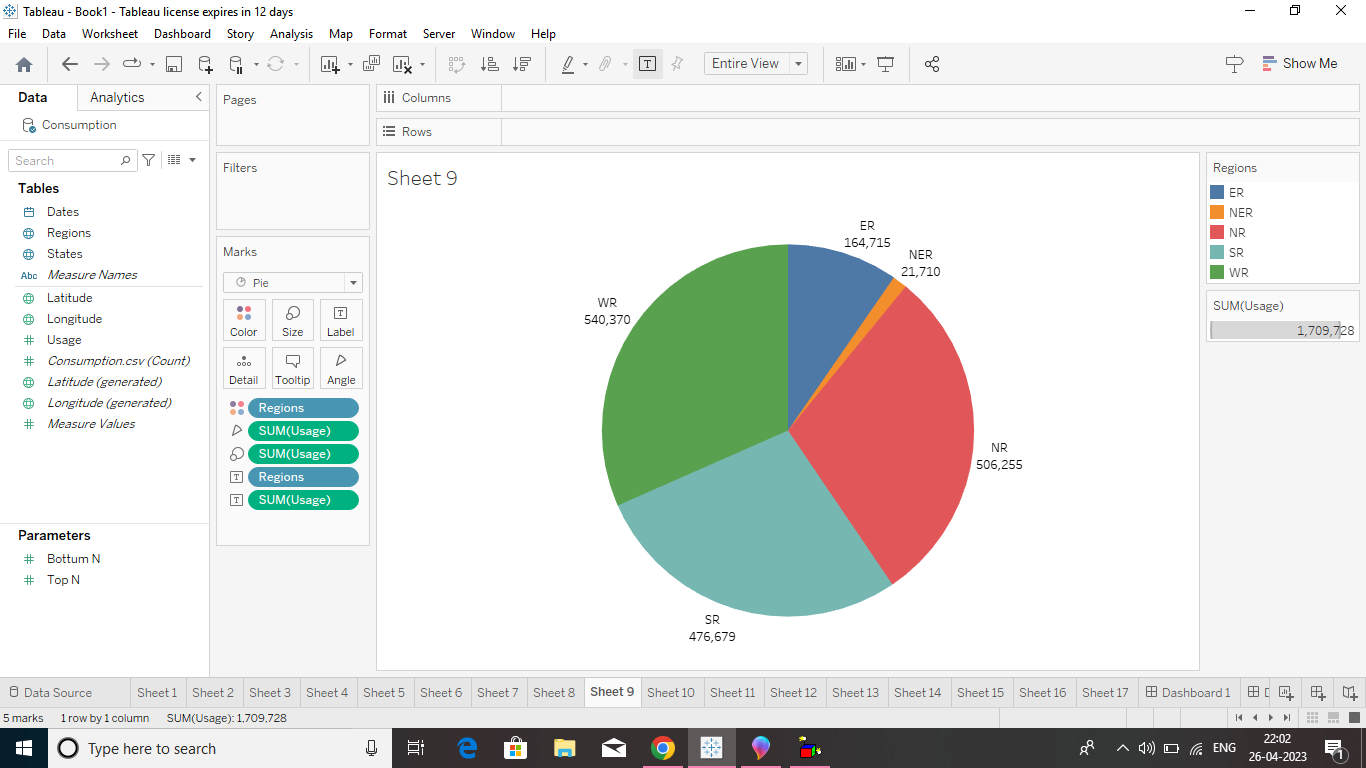 Tableau - Book1 - Tableau license expires in 12 days
File Data Worksheet Dashboard Story Analysis Map Format Server Window Help
Entire View
Show Me
Data Analytics
Consumption
Search
Tables
Dates
Regions
States
Abc Measure Names
Latitude
Longitude
Usage
Consumption.csv (Count)
Latitude (generated)
Longitude (generated)
Measure Values
Parameters
Bottum N
Top N
Pages
Filters
Marks
Pie
Color Size Label
Detail Tooltip Angle
Regions
SUM(Usage)
SUM(Usage)
Regions
SUM(Usage)
Columns
Rows
Sheet 9
ER
164,715
NER
21,710
WR
540,370
NR
506,255
SR
476,679
Regions
ER
NER
NR
SR
WR
SUM(Usage)
1,709,728
Data Source Sheet 1 Sheet 2 Sheet 3 Sheet 4 Sheet 5 Sheet 6 Sheet 7 Sheet 8 Sheet 9 Sheet 10 Sheet 11 Sheet 12 Sheet 13 Sheet 14 Sheet 15 Sheet 16 Sheet 17 Dashboard 1
5 marks 1 row by 1 column SUM(Usage): 1,709,728
Type here to search
ENG
22:02
26-04-2023
1